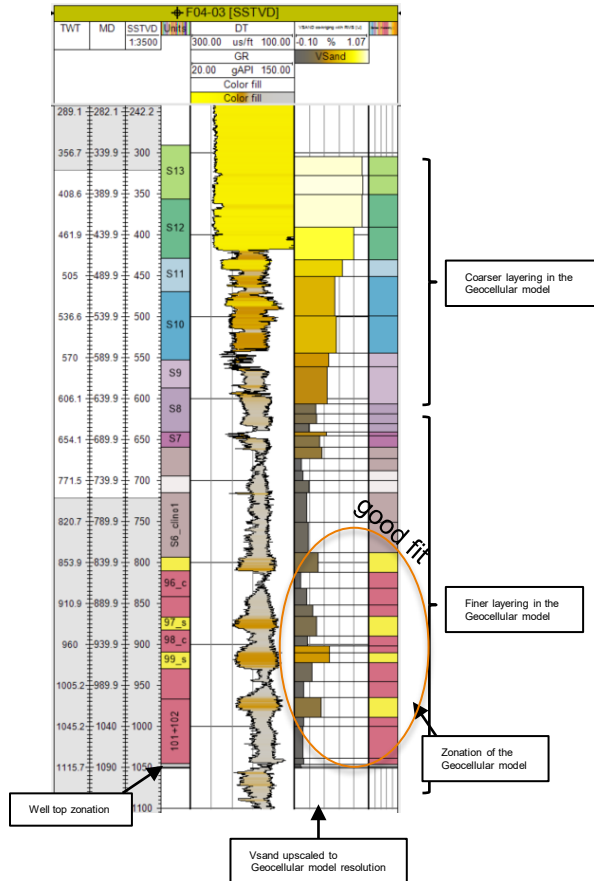 F04-03 [SSTVD]
TWT MD SSTVD Units DT VSAND averaging with RMS (U)
1:3500 300.00 us/ft 100.00 -0.10 % 1.07
GR VSand
20.00 gAPI 150.00
Color fill
Color fill
289.1 282.1 242.2
300
356.7 339.9
S13
350
408.6 389.9
S12
400
461.9 439.9
S11
450
505 489.9
Coarser layering in the
Geocellular model
500
536.6 539.9
S10
550
570 589.9
S9
600
606.1 639.9
S8
S7
650
654.1 689.9
700
771.5 739.9
good fit
S6_clino1
750
820.7 789.9
800
853.9 839.9
96_c
850
910.9 889.9
Finer layering in the
Geocellular model
97_s
98_c
900
960 939.9
99_s
950
1005.2 989.9
1000
1045.2 1040
101+102
Zonation of the
Geocellular model
1050
1115.7 1090
Well top zonation
1100
Vsand upscaled to
Geocellular model resolution